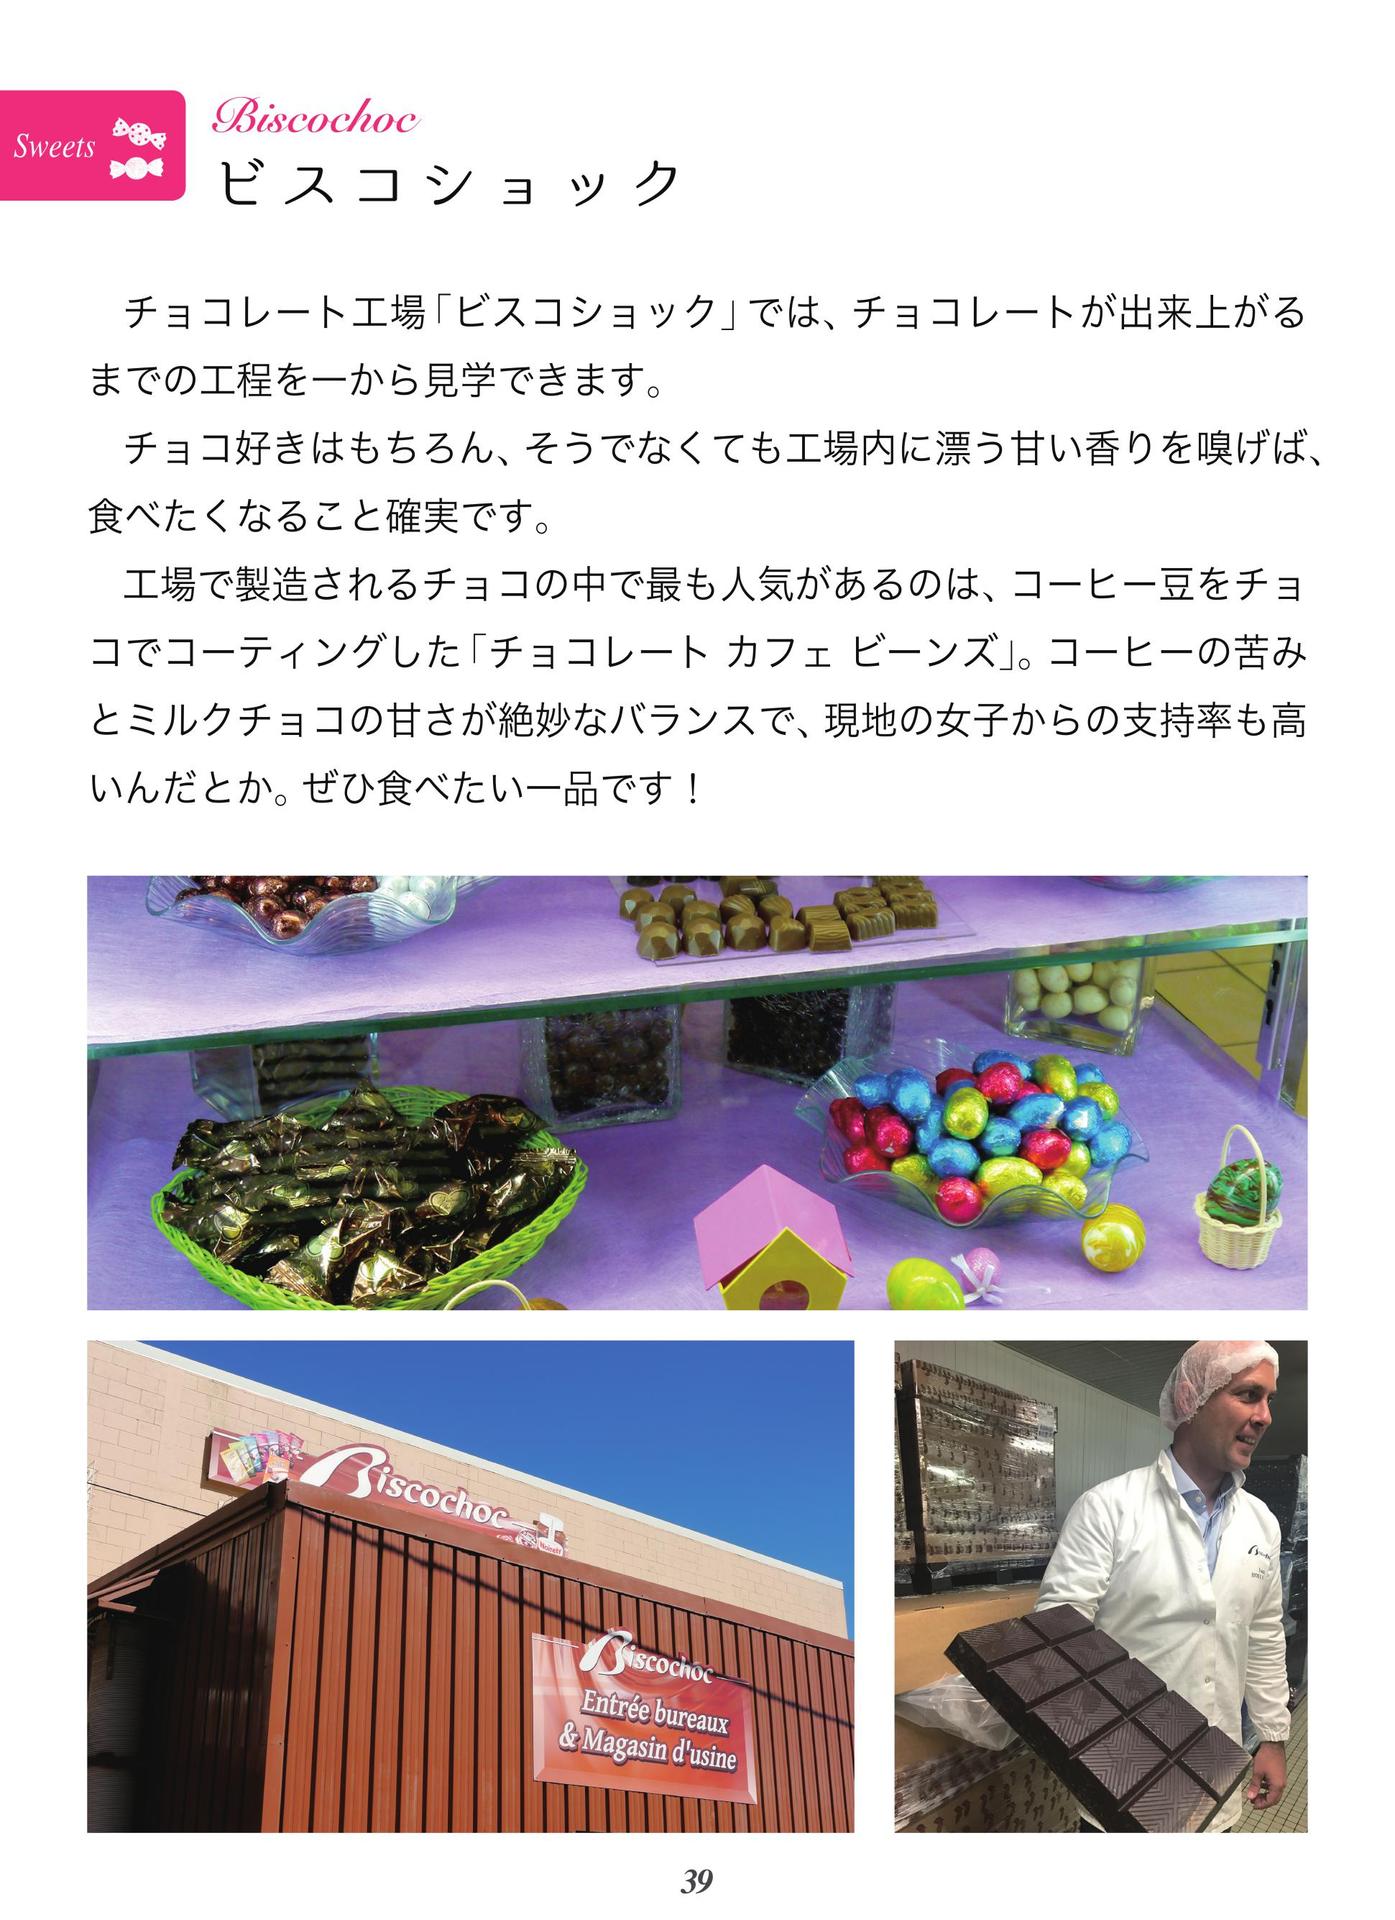 Sweets
Biscochoc
ビスコショック
チョコレート工場「ビスコショック」では、チョコレートが出来上がる
までの工程を一から見学できます。
チョコ好きはもちろん、そうでなくても工場内に漂う甘い香りを嗅げば、
食べたくなること確実です。
工場で製造されるチョコの中で最も人気があるのは、コーヒー豆をチョ
コでコーティングした「チョコレート カフェ ビーンズ」。コーヒーの苦み
とミルクチョコの甘さが絶妙なバランスで、現地の女子からの支持率も高
いんだとか。ぜひ食べたい一品です！
Biscochoc
Biscochoc
Entrée bureaux
& Magasin d'usine
39